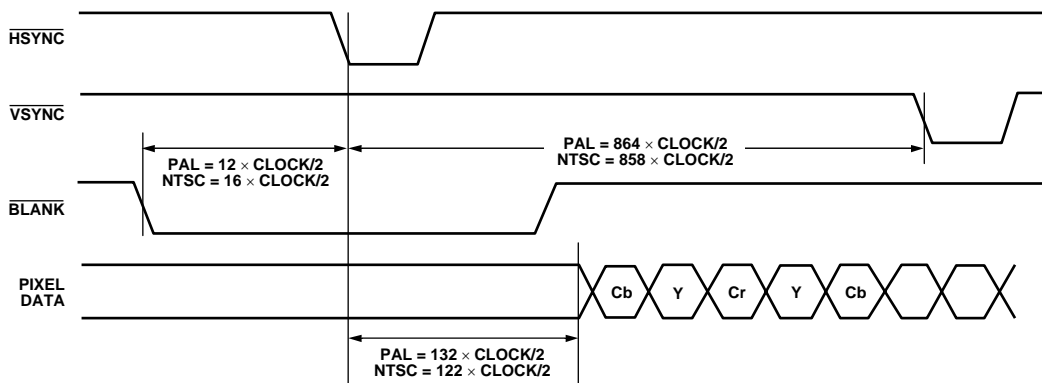 HSYNC
VSYNC
PAL = 12 × CLOCK/2
NTSC = 16 × CLOCK/2
PAL = 864 × CLOCK/2
NTSC = 858 × CLOCK/2
BLANK
PIXEL
DATA
Cb Y Cr Y Cb
PAL = 132 × CLOCK/2
NTSC = 122 × CLOCK/2